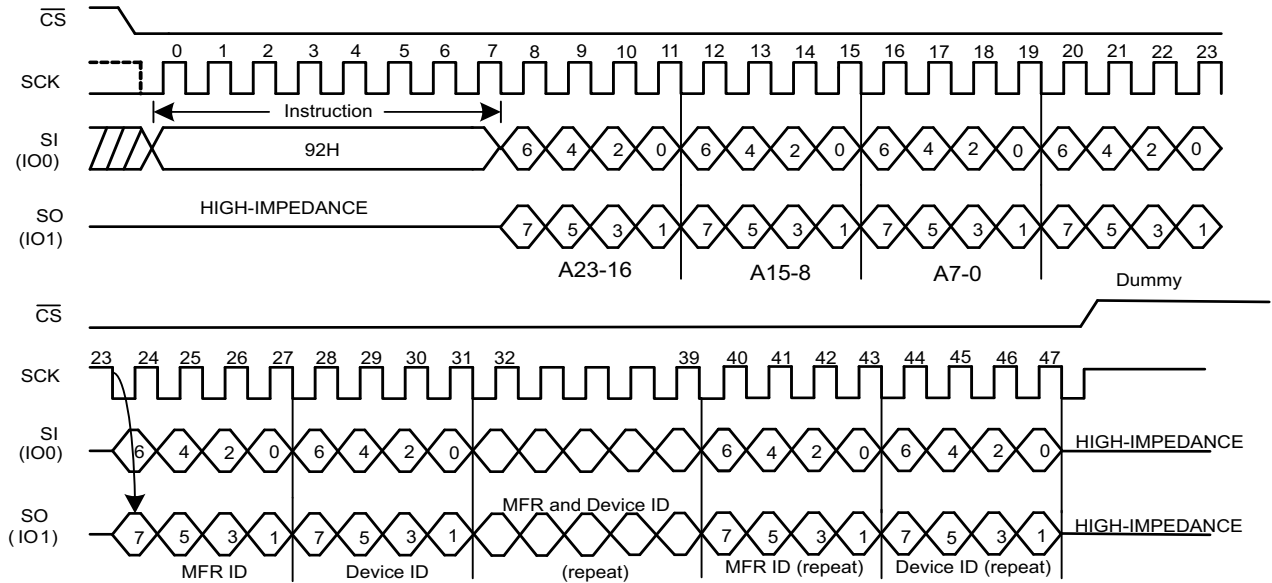 CS
0 1 2 3 4 5 6 7 8 9 10 11 12 13 14 15 16 17 18 19 20 21 22 23
SCK
Instruction
SI
(IO0)
92H
6 4 2 0 6 4 2 0 6 4 2 0 6 4 2 0
HIGH-IMPEDANCE
SO
(IO1)
7 5 3 1 7 5 3 1 7 5 3 1 7 5 3 1
A23-16 A15-8 A7-0 Dummy
CS
23 24 25 26 27 28 29 30 31 32 39 40 41 42 43 44 45 46 47
SCK
SI
(IO0)
6 4 2 0 6 4 2 0 6 4 2 0 6 4 2 0 HIGH-IMPEDANCE
MFR and Device ID
SO
(IO1)
7 5 3 1 7 5 3 1 7 5 3 1 7 5 3 1 HIGH-IMPEDANCE
MFR ID Device ID (repeat) MFR ID (repeat) Device ID (repeat)